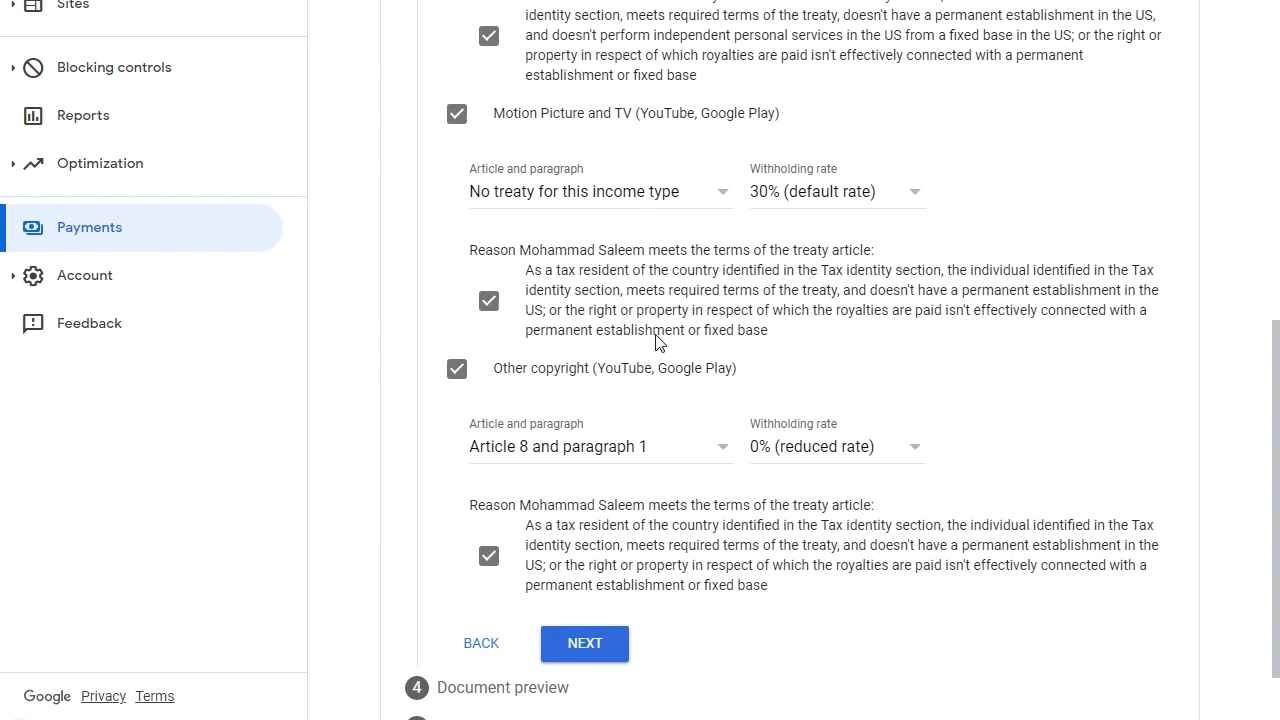 Sites
Blocking controls
Reports
Optimization
Payments
Account
Feedback
Google Privacy Terms
identity section, meets required terms of the treaty, doesn't have a permanent establishment in the US,
and doesn't perform independent personal services in the US from a fixed base in the US; or the right or
property in respect of which royalties are paid isn't effectively connected with a permanent
establishment or fixed base
Motion Picture and TV (YouTube, Google Play)
Article and paragraph
No treaty for this income type
Withholding rate
30% (default rate)
Reason Mohammad Saleem meets the terms of the treaty article:
As a tax resident of the country identified in the Tax identity section, the individual identified in the Tax
identity section, meets required terms of the treaty, and doesn't have a permanent establishment in the
US; or the right or property in respect of which the royalties are paid isn't effectively connected with a
permanent establishment or fixed base
Other copyright (YouTube, Google Play)
Article and paragraph
Article 8 and paragraph 1
Withholding rate
0% (reduced rate)
Reason Mohammad Saleem meets the terms of the treaty article:
As a tax resident of the country identified in the Tax identity section, the individual identified in the Tax
identity section, meets required terms of the treaty, and doesn't have a permanent establishment in the
US; or the right or property in respect of which the royalties are paid isn't effectively connected with a
permanent establishment or fixed base
BACK
NEXT
4 Document preview